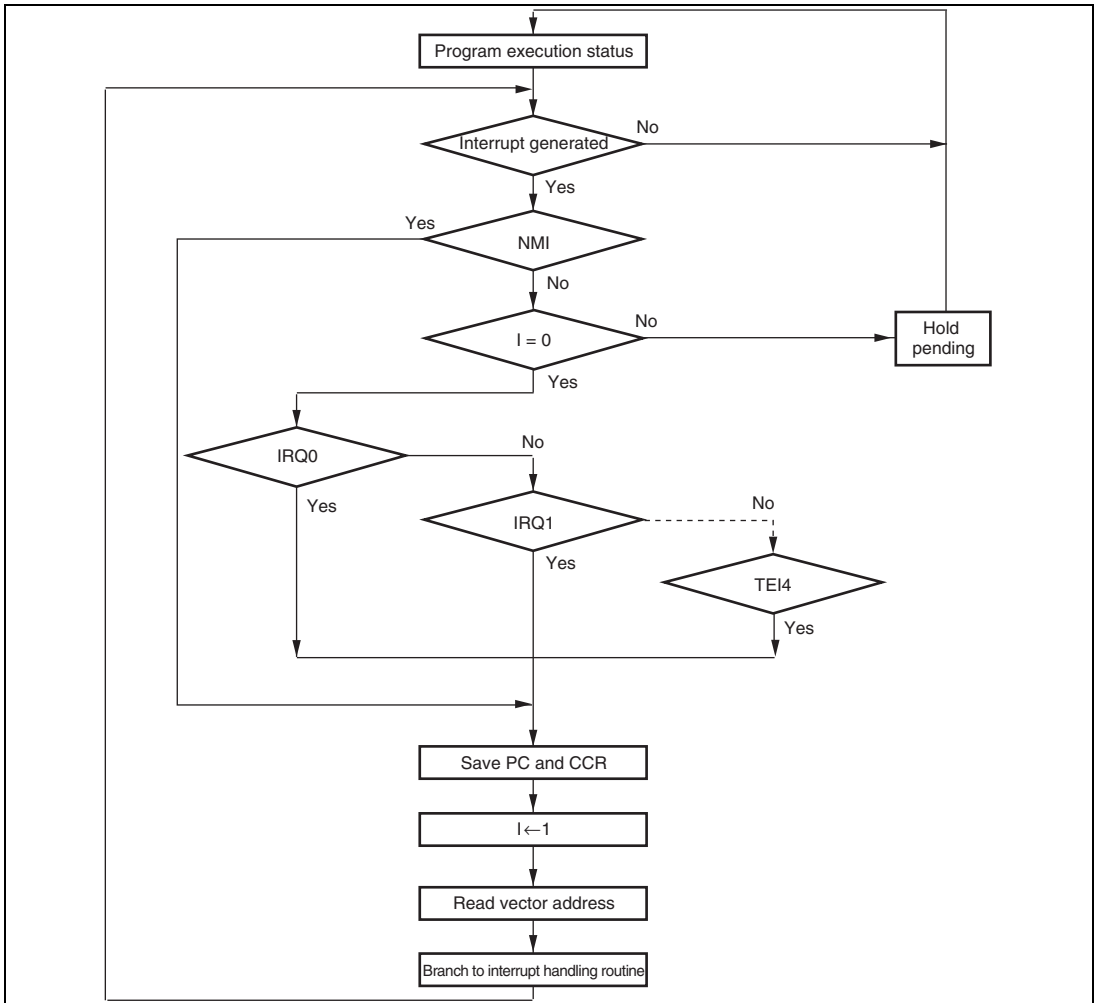 Program execution status
Interrupt generated
No
Yes
Yes
NMI
No
I = 0
No
Hold
pending
Yes
IRQ0
No
Yes
IRQ1
No
Yes
TEI4
Yes
Save PC and CCR
I←1
Read vector address
Branch to interrupt handling routine